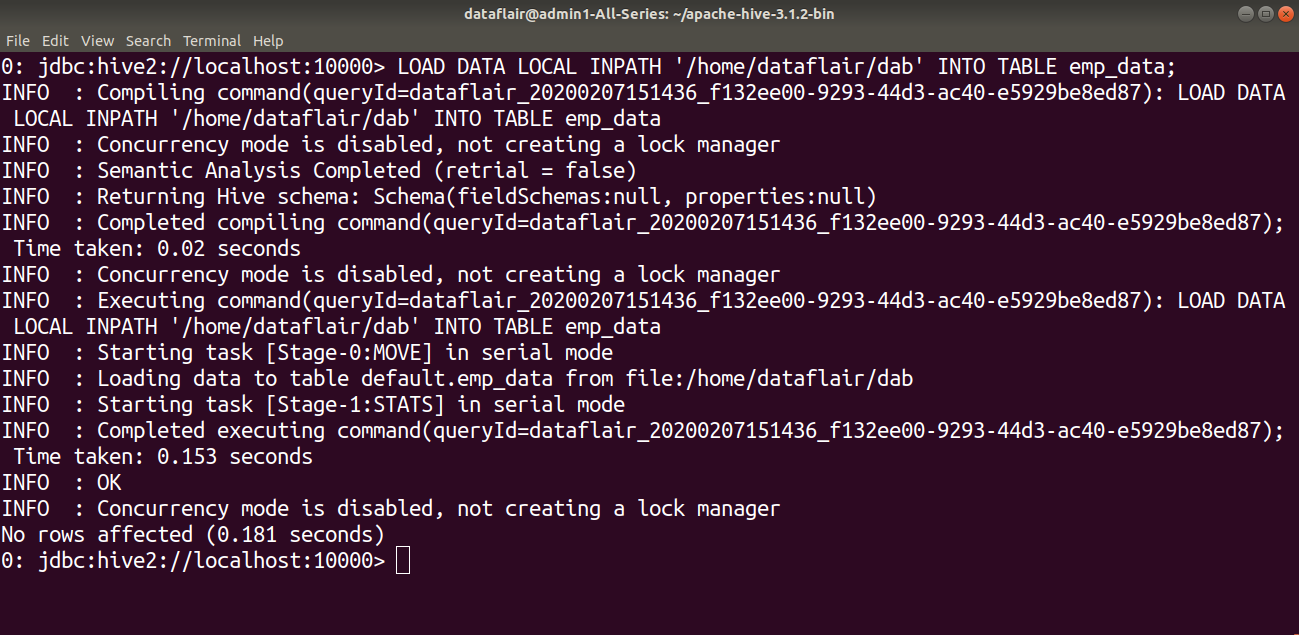 dataflair@admin1-All-Series: ~/apache-hive-3.1.2-bin
File Edit View Search Terminal Help
0: jdbc:hive2://localhost:10000> LOAD DATA LOCAL INPATH '/home/dataflair/dab' INTO TABLE emp_data;
INFO  : Compiling command(queryId=dataflair_20200207151436_f132ee00-9293-44d3-ac40-e5929be8ed87): LOAD DATA
 LOCAL INPATH '/home/dataflair/dab' INTO TABLE emp_data
INFO  : Concurrency mode is disabled, not creating a lock manager
INFO  : Semantic Analysis Completed (retrial = false)
INFO  : Returning Hive schema: Schema(fieldSchemas:null, properties:null)
INFO  : Completed compiling command(queryId=dataflair_20200207151436_f132ee00-9293-44d3-ac40-e5929be8ed87);
 Time taken: 0.02 seconds
INFO  : Concurrency mode is disabled, not creating a lock manager
INFO  : Executing command(queryId=dataflair_20200207151436_f132ee00-9293-44d3-ac40-e5929be8ed87): LOAD DATA
 LOCAL INPATH '/home/dataflair/dab' INTO TABLE emp_data
INFO  : Starting task [Stage-0:MOVE] in serial mode
INFO  : Loading data to table default.emp_data from file:/home/dataflair/dab
INFO  : Starting task [Stage-1:STATS] in serial mode
INFO  : Completed executing command(queryId=dataflair_20200207151436_f132ee00-9293-44d3-ac40-e5929be8ed87);
 Time taken: 0.153 seconds
INFO  : OK
INFO  : Concurrency mode is disabled, not creating a lock manager
No rows affected (0.181 seconds)
0: jdbc:hive2://localhost:10000>